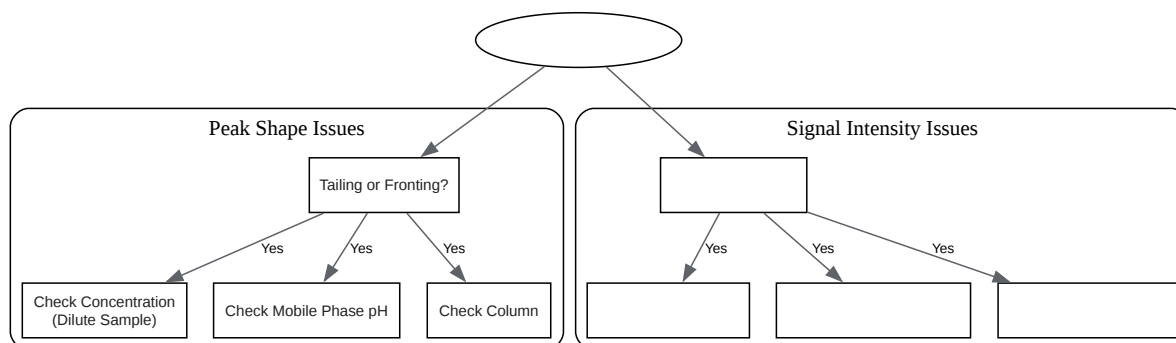 Peak Shape Issues
Signal Intensity Issues
Tailing or Fronting?
Yes
Yes
Yes
Yes
Yes
Yes
Check Concentration
(Dilute Sample)
Check Mobile Phase pH
Check Column